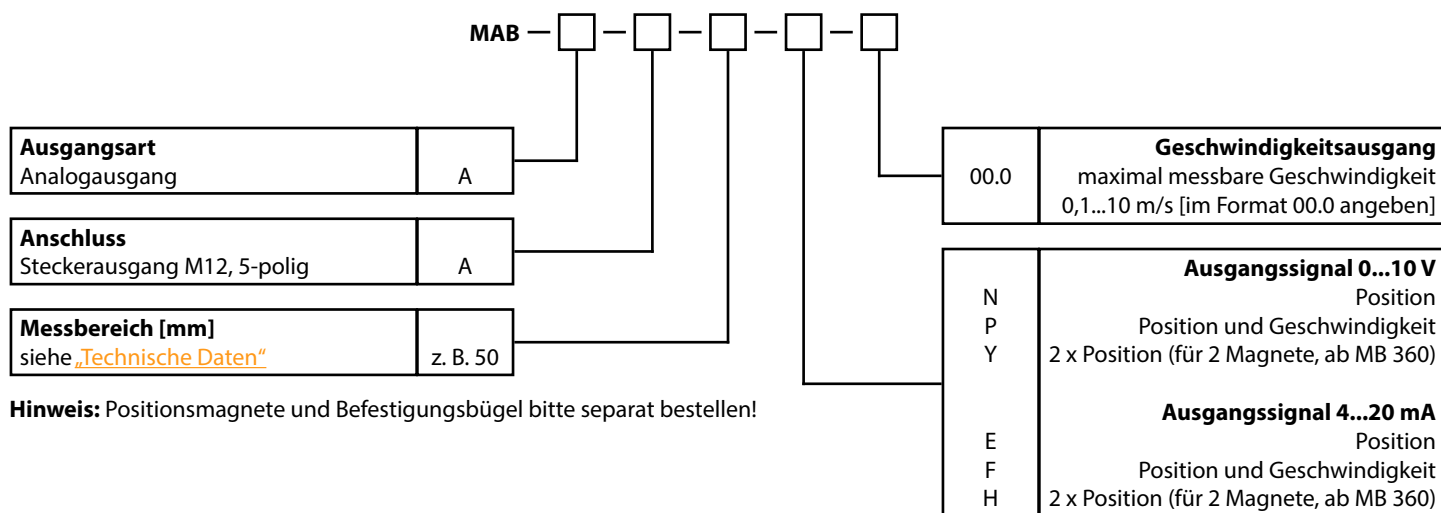 MAB
Ausgangsart
Analogausgang A
Anschluss
Steckerausgang M12, 5-polig A
Messbereich [mm]
siehe „Technische Daten“ z. B. 50
Hinweis: Positionsmagnete und Befestigungsbügel bitte separat bestellen!
Geschwindigkeitsausgang
00.0 maximal messbare Geschwindigkeit
0,1...10 m/s [im Format 00.0 angeben]
Ausgangssignal 0...10 V
N Position
P Position und Geschwindigkeit
Y 2 x Position (für 2 Magnete, ab MB 360)
Ausgangssignal 4...20 mA
E Position
F Position und Geschwindigkeit
H 2 x Position (für 2 Magnete, ab MB 360)